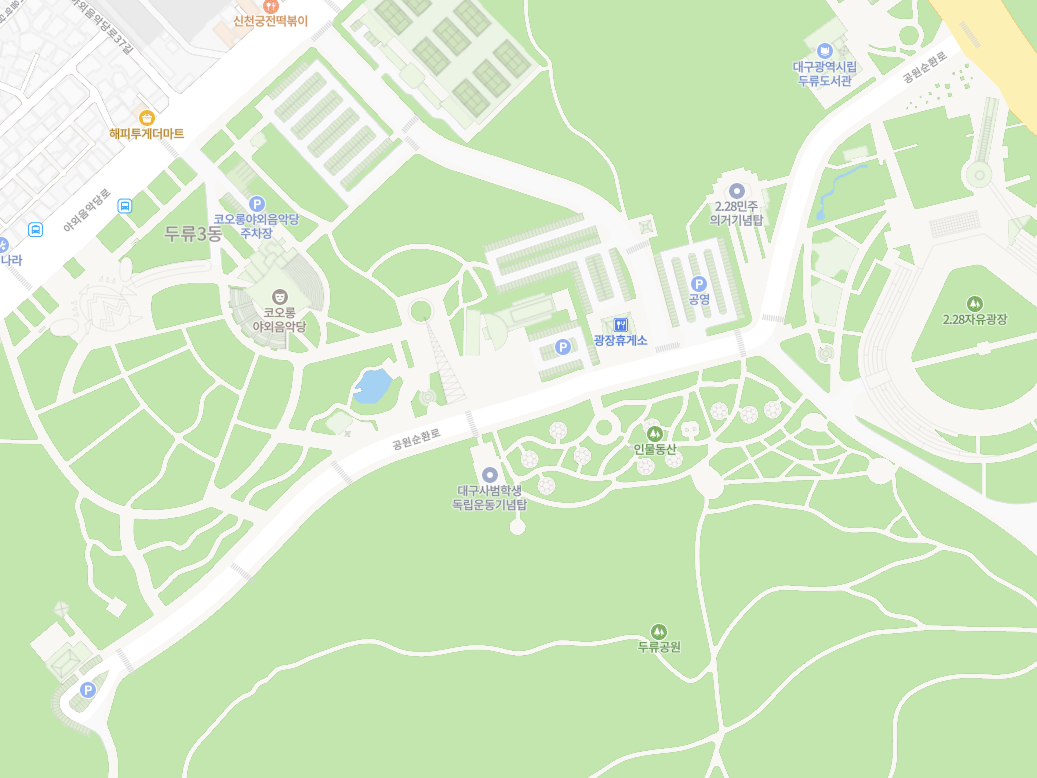 신천궁전떡볶이
야외음악당로37길
대구광역시립
두류도서관
공원순환로
해피투게더마트
야외음악당로
코오롱야외음악당
주차장
2.28민주
의거기념탑
두류3동
나라
공영
코오롱
야외음악당
2.28자유광장
광장휴게소
공원순환로
인물동산
대구사범학생
독립운동기념탑
두류공원